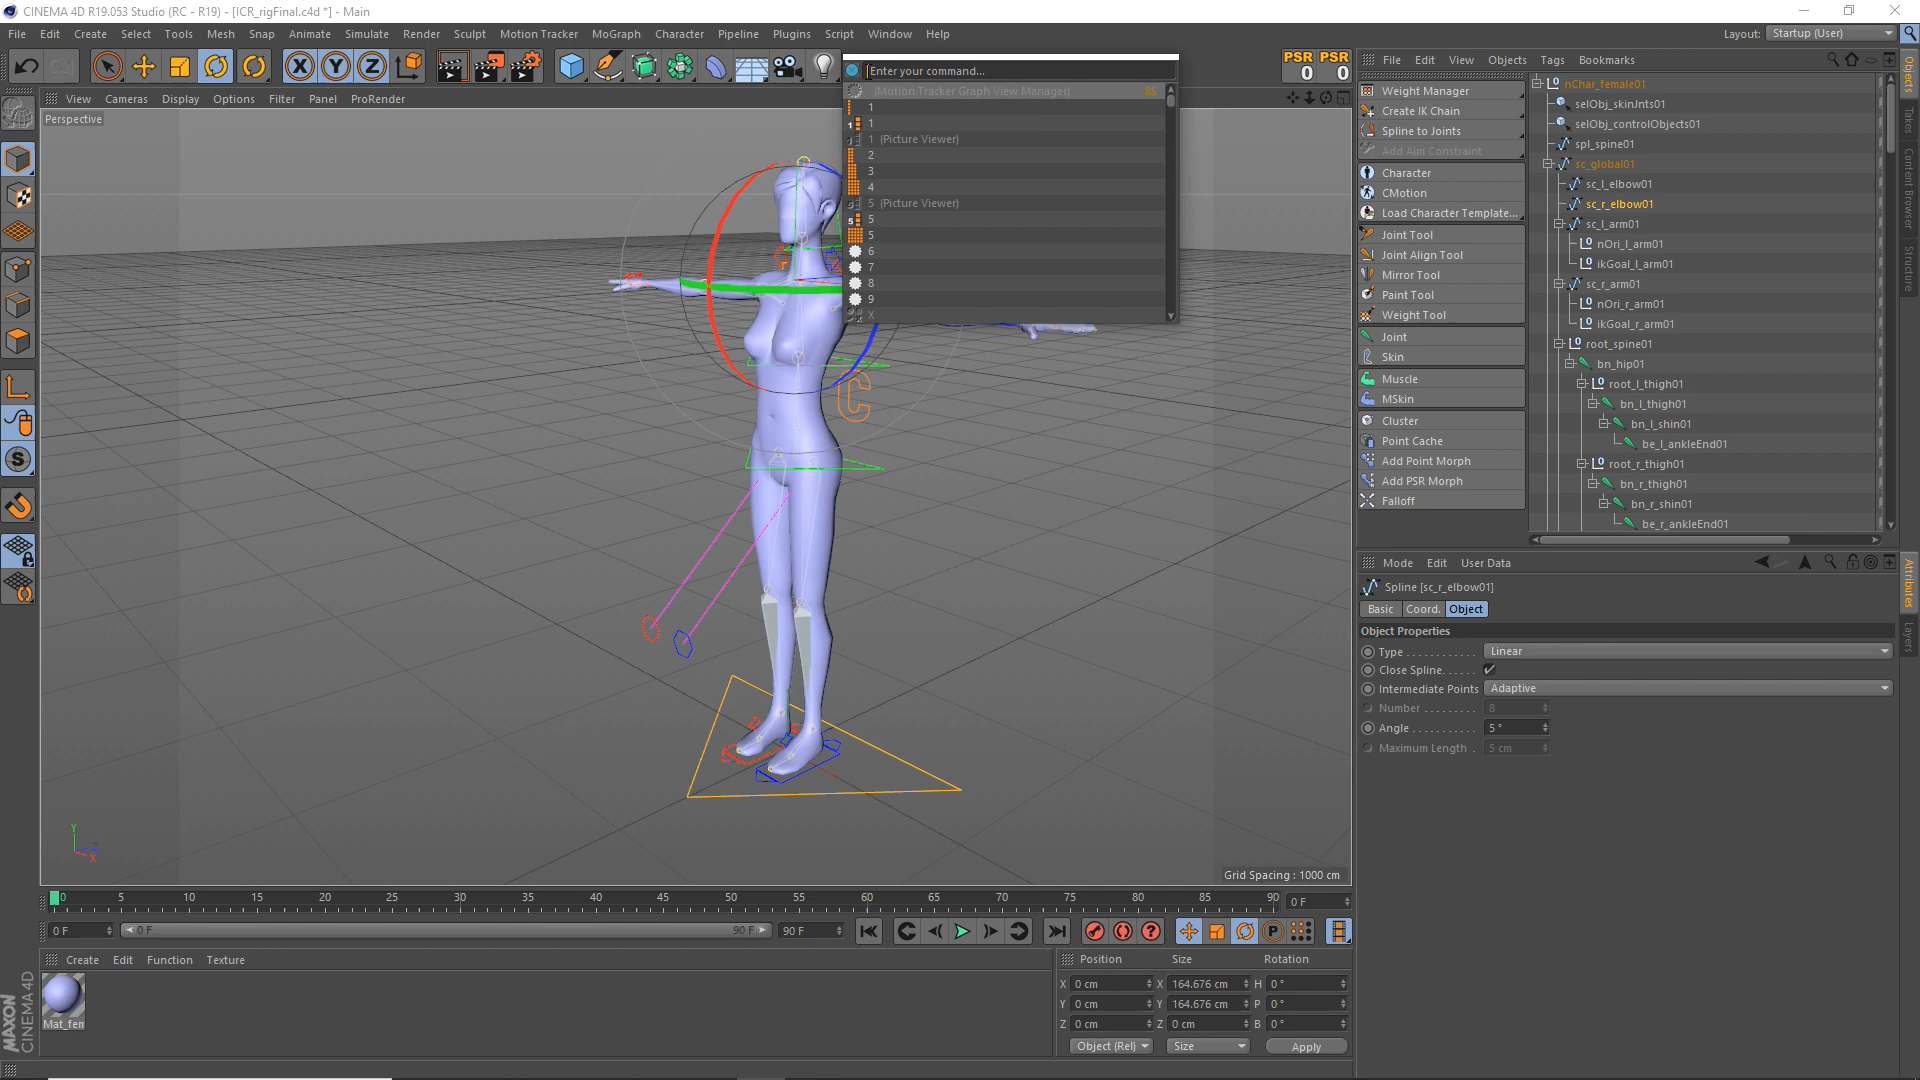 CINEMA 4D R19.053 Studio (RC - R19) - [ICR_rigFinal.c4d *] - Main
File Edit Create Select Tools Mesh Snap Animate Simulate Render Sculpt Motion Tracker MoGraph Character Pipeline Plugins Window Script Help
Layout: Startup (User)
PSR PSR
0 0
View Cameras Display Options Filter Panel ProRender
Perspective
Enter your command...
(Motion Tracker Graph View Manager)
1
1
1 (Picture Viewer)
2
3
4
5 (Picture Viewer)
5
5
6
7
8
9
X
C
Grid Spacing : 1000 cm
File Edit View Objects Tags Bookmarks
Weight Manager
Create IK Chain
Spline to Joints
Add Aim Constraint
Character
CMotion
Load Character Template...
Joint Tool
Joint Align Tool
Mirror Tool
Paint Tool
Weight Tool
Joint
Skin
Muscle
MSkin
Cluster
Point Cache
Add Point Morph
Add PSR Morph
Falloff
nChar_female01
selObj_skinJnts01
selObj_controlObjects01
spl_spine01
sc_global01
sc_l_elbow01
sc_r_elbow01
sc_l_arm01
nOri_l_arm01
ikGoal_l_arm01
sc_r_arm01
nOri_r_arm01
ikGoal_r_arm01
root_spine01
bn_hip01
root_l_thigh01
bn_l_thigh01
bn_l_shin01
be_l_ankleEnd01
root_r_thigh01
bn_r_thigh01
bn_r_shin01
be_r_ankleEnd01
Objects
Takes
Content Browser
Structure
Mode Edit User Data
Spline [sc_r_elbow01]
Basic Coord. Object
Object Properties
Type Linear
Close Spline
Intermediate Points Adaptive
Number 8
Angle 5 °
Maximum Length 5 cm
Attributes
Layers
0 5 10 15 20 25 30 35 40 45 50 55 60 65 70 75 80 85 90 0 F
0 F 0 F 90 F 90 F
Create Edit Function Texture
Mat_fem
MAXON
CINEMA 4D
Position Size Rotation
X 0 cm X 164.676 cm H 0 °
Y 0 cm Y 164.676 cm P 0 °
Z 0 cm Z 0 cm B 0 °
Object (Rel) Size Apply